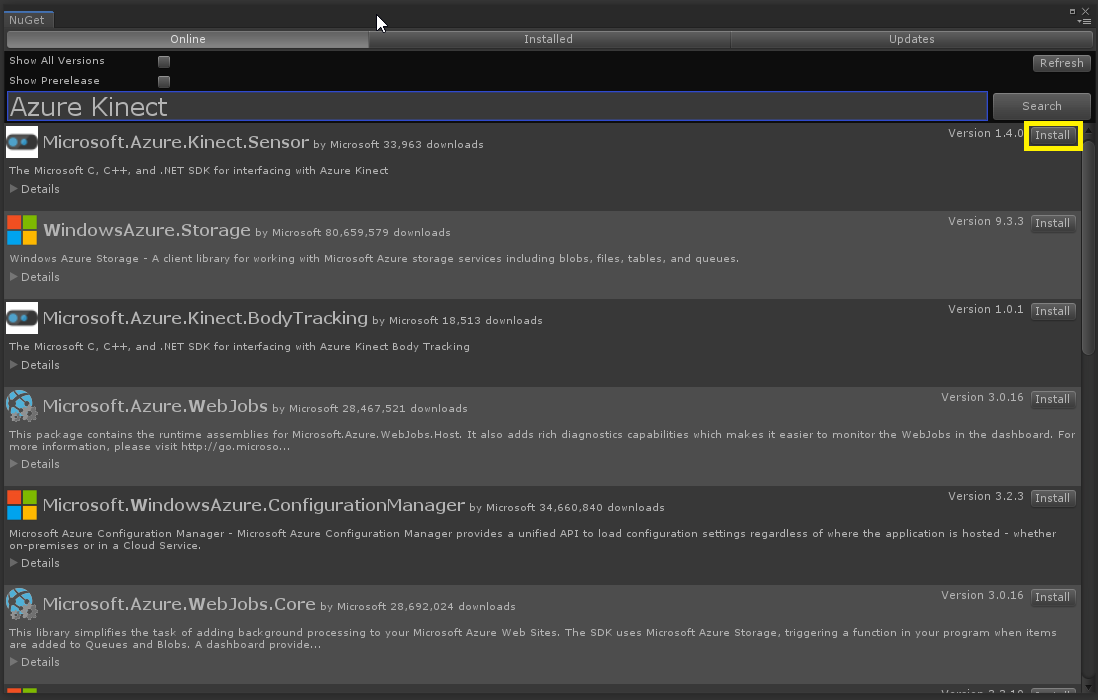 NuGet
Online Installed Updates
Show All Versions
Show Prerelease
Refresh
Azure Kinect
Search
Microsoft.Azure.Kinect.Sensor by Microsoft 33,963 downloads
Version 1.4.0 Install
The Microsoft C, C++, and .NET SDK for interfacing with Azure Kinect
Details
WindowsAzure.Storage by Microsoft 80,659,579 downloads
Version 9.3.3 Install
Windows Azure Storage - A client library for working with Microsoft Azure storage services including blobs, files, tables, and queues.
Details
Microsoft.Azure.Kinect.BodyTracking by Microsoft 18,513 downloads
Version 1.0.1 Install
The Microsoft C, C++, and .NET SDK for interfacing with Azure Kinect Body Tracking
Details
Microsoft.Azure.WebJobs by Microsoft 28,467,521 downloads
Version 3.0.16 Install
This package contains the runtime assemblies for Microsoft.Azure.WebJobs.Host. It also adds rich diagnostics capabilities which makes it easier to monitor the WebJobs in the dashboard. For
more information, please visit http://go.microso...
Details
Microsoft.WindowsAzure.ConfigurationManager by Microsoft 34,660,840 downloads
Version 3.2.3 Install
Microsoft Azure Configuration Manager - Microsoft Azure Configuration Manager provides a unified API to load configuration settings regardless of where the application is hosted - whether
on-premises or in a Cloud Service.
Details
Microsoft.Azure.WebJobs.Core by Microsoft 28,692,024 downloads
Version 3.0.16 Install
This library simplifies the task of adding background processing to your Microsoft Azure Web Sites. The SDK uses Microsoft Azure Storage, triggering a function in your program when items
are added to Queues and Blobs. A dashboard provide...
Details